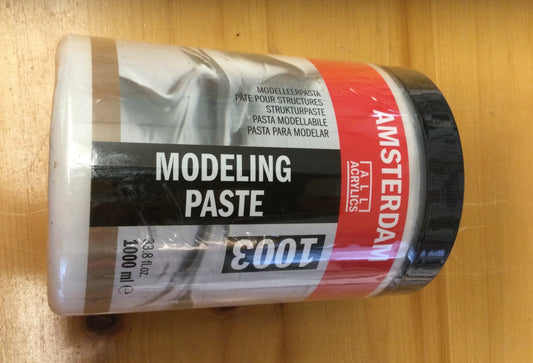 AMSTERDAM
ALL
ACRYLICS
MODELLEERPASTA
PÂTE POUR STRUCTURES
STRUKTURPASTE
PASTA MODELLABILE
PASTA PARA MODELAR
MODELING
PASTE
1003
33.8 fl.oz.
1000 ml ℮